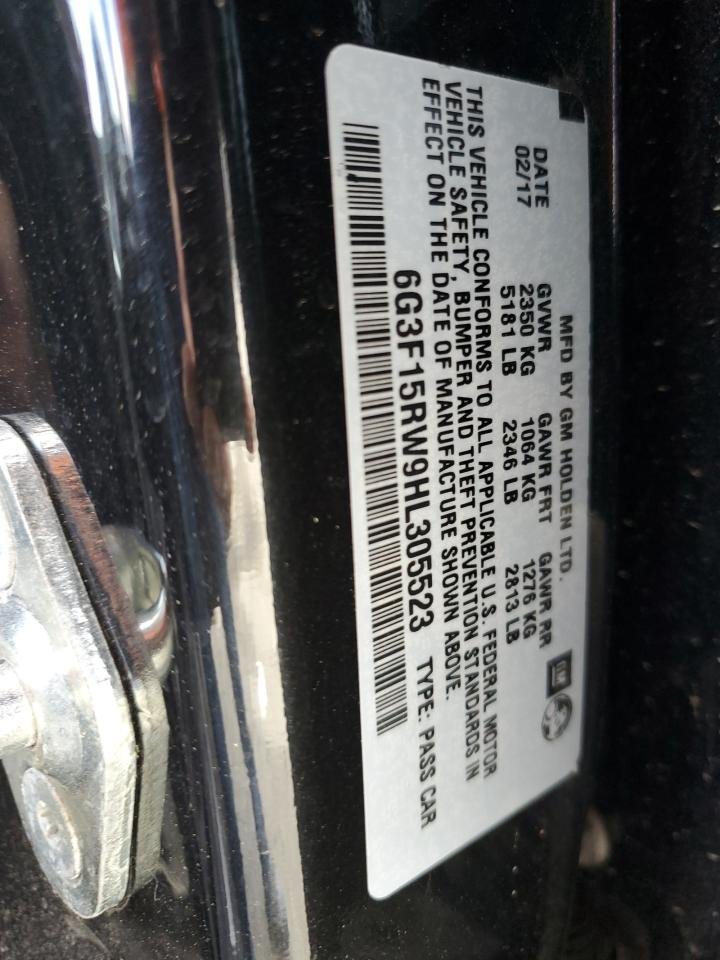 MFD BY GM HOLDEN LTD.
GM
DATE GVWR GAWR FRT GAWR RR
02/17 2350 KG 1064 KG 1276 KG
5181 LB 2346 LB 2813 LB
THIS VEHICLE CONFORMS TO ALL APPLICABLE U.S. FEDERAL MOTOR
VEHICLE SAFETY, BUMPER AND THEFT PREVENTION STANDARDS IN
EFFECT ON THE DATE OF MANUFACTURE SHOWN ABOVE.
6G3F15RW9HL305523 TYPE: PASS CAR